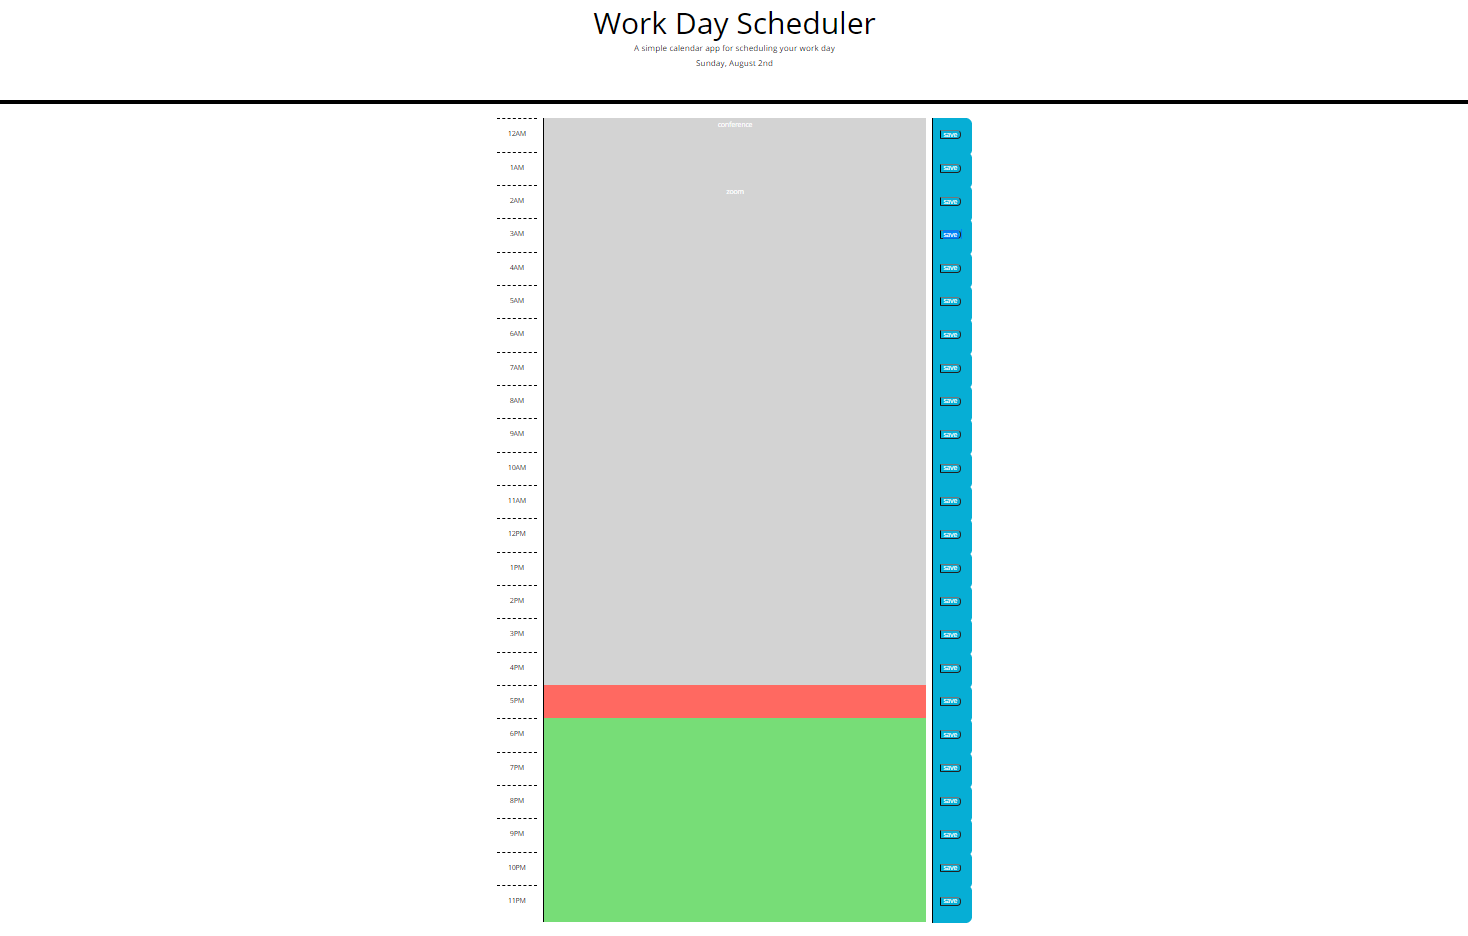 Work Day Scheduler
A simple calendar app for scheduling your work day
Sunday, August 2nd
12AM conference save
1AM save
2AM zoom save
3AM save
4AM save
5AM save
6AM save
7AM save
8AM save
9AM save
10AM save
11AM save
12PM save
1PM save
2PM save
3PM save
4PM save
5PM save
6PM save
7PM save
8PM save
9PM save
10PM save
11PM save